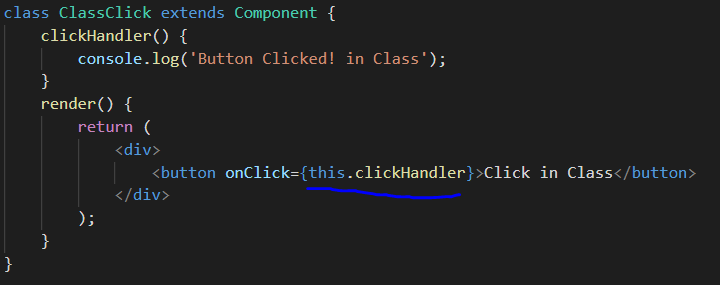 class ClassClick extends Component {
    clickHandler() {
        console.log('Button Clicked! in Class');
    }
    render() {
        return (
            <div>
                <button onClick={this.clickHandler}>Click in Class</button>
            </div>
        );
    }
}